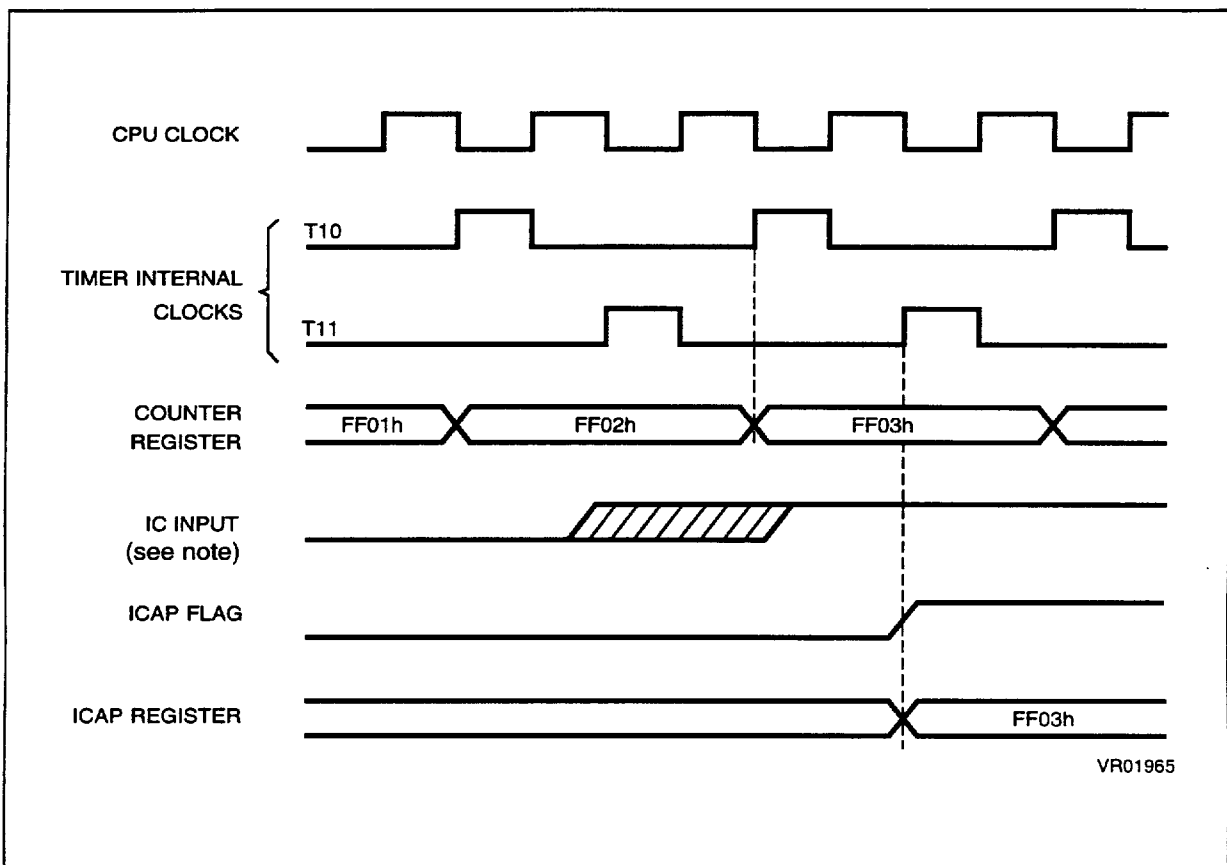 CPU CLOCK
T10
TIMER INTERNAL
CLOCKS
T11
COUNTER
REGISTER
FF01h
FF02h
FF03h
IC INPUT
(see note)
ICAP FLAG
ICAP REGISTER
FF03h
VR01965